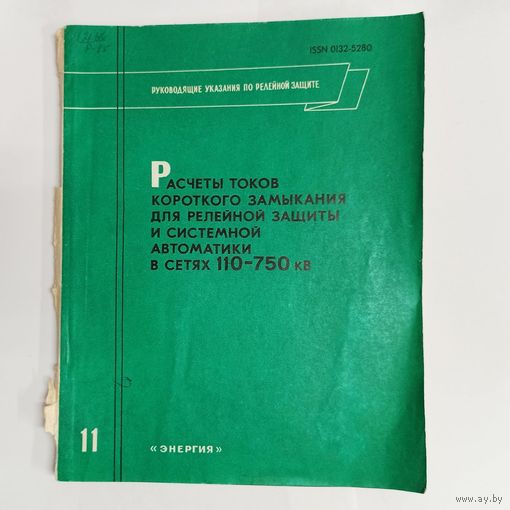 ISSN 0132-5280
РУКОВОДЯЩИЕ УКАЗАНИЯ ПО РЕЛЕЙНОЙ ЗАЩИТЕ
РАСЧЕТЫ ТОКОВ
КОРОТКОГО ЗАМЫКАНИЯ
ДЛЯ РЕЛЕЙНОЙ ЗАЩИТЫ
И СИСТЕМНОЙ
АВТОМАТИКИ
В СЕТЯХ 110-750 кВ
11
«ЭНЕРГИЯ»
www.ay.by